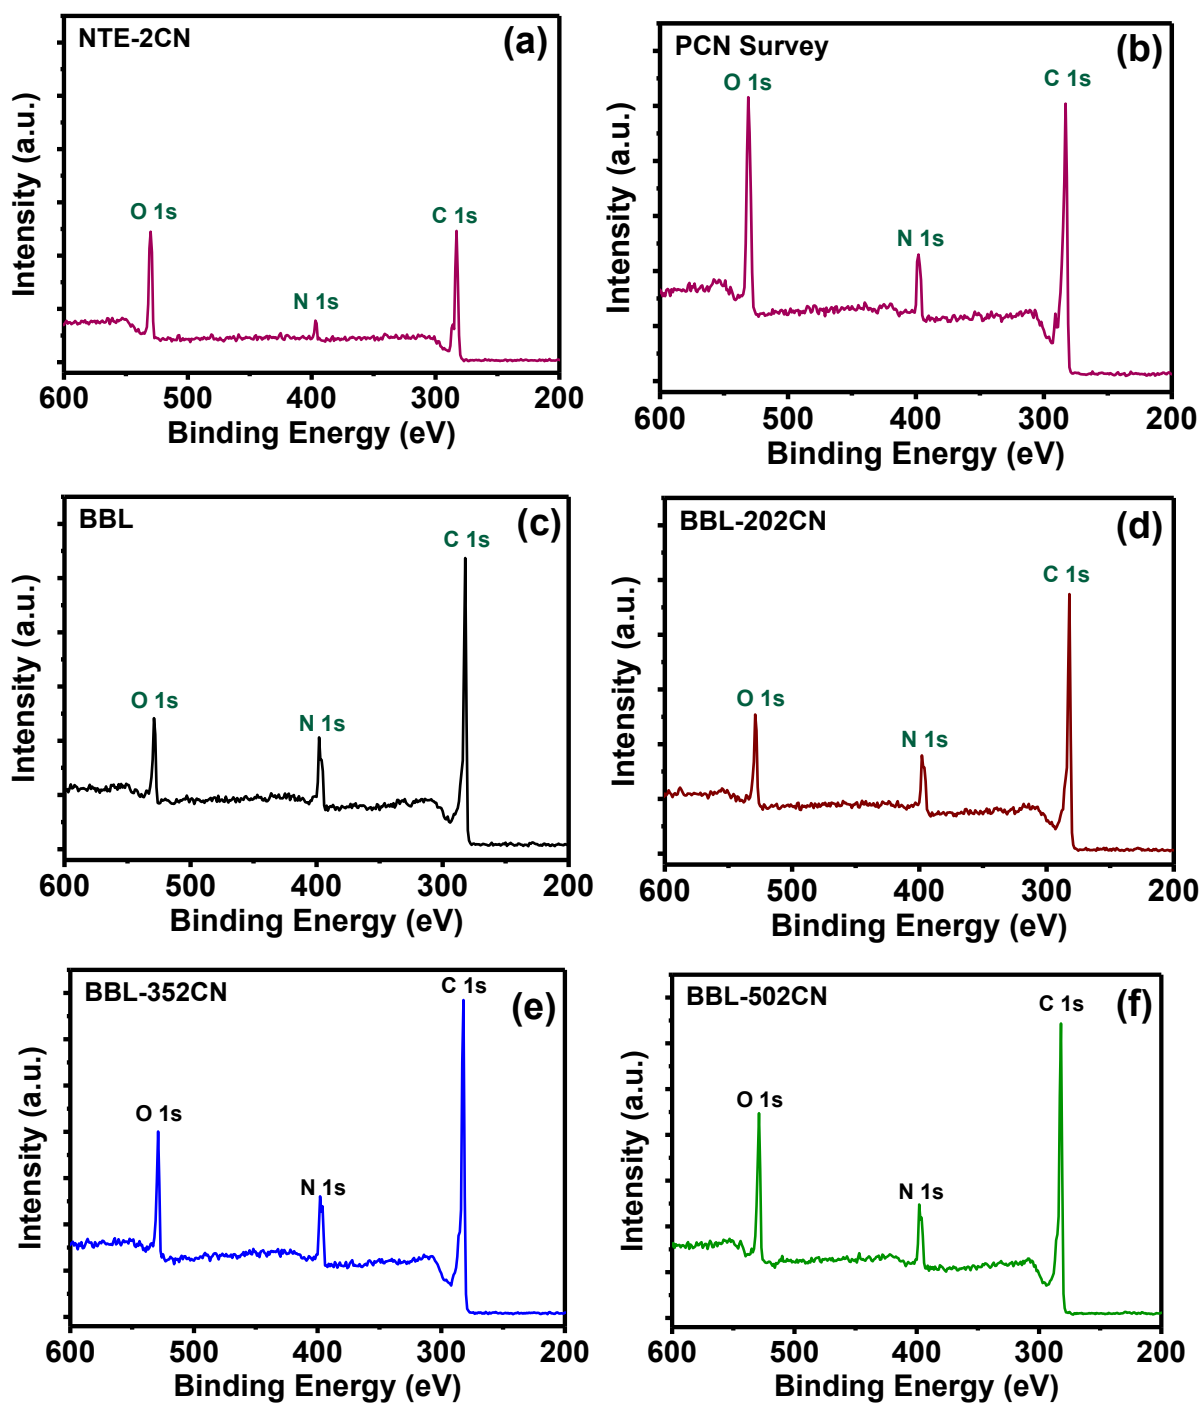 NTE-2CN
(a)
O 1s
N 1s
C 1s
Intensity (a.u.)
600 500 400 300 200
Binding Energy (eV)
PCN Survey
(b)
O 1s
N 1s
C 1s
Intensity (a.u.)
600 500 400 300 200
Binding Energy (eV)
BBL
(c)
C 1s
O 1s
N 1s
Intensity (a.u.)
600 500 400 300 200
Binding Energy (eV)
BBL-202CN
(d)
C 1s
O 1s
N 1s
Intensity (a.u.)
600 500 400 300 200
Binding Energy (eV)
BBL-352CN
(e)
C 1s
O 1s
N 1s
Intensity (a.u.)
600 500 400 300 200
Binding Energy (eV)
BBL-502CN
(f)
C 1s
O 1s
N 1s
Intensity (a.u.)
600 500 400 300 200
Binding Energy (eV)